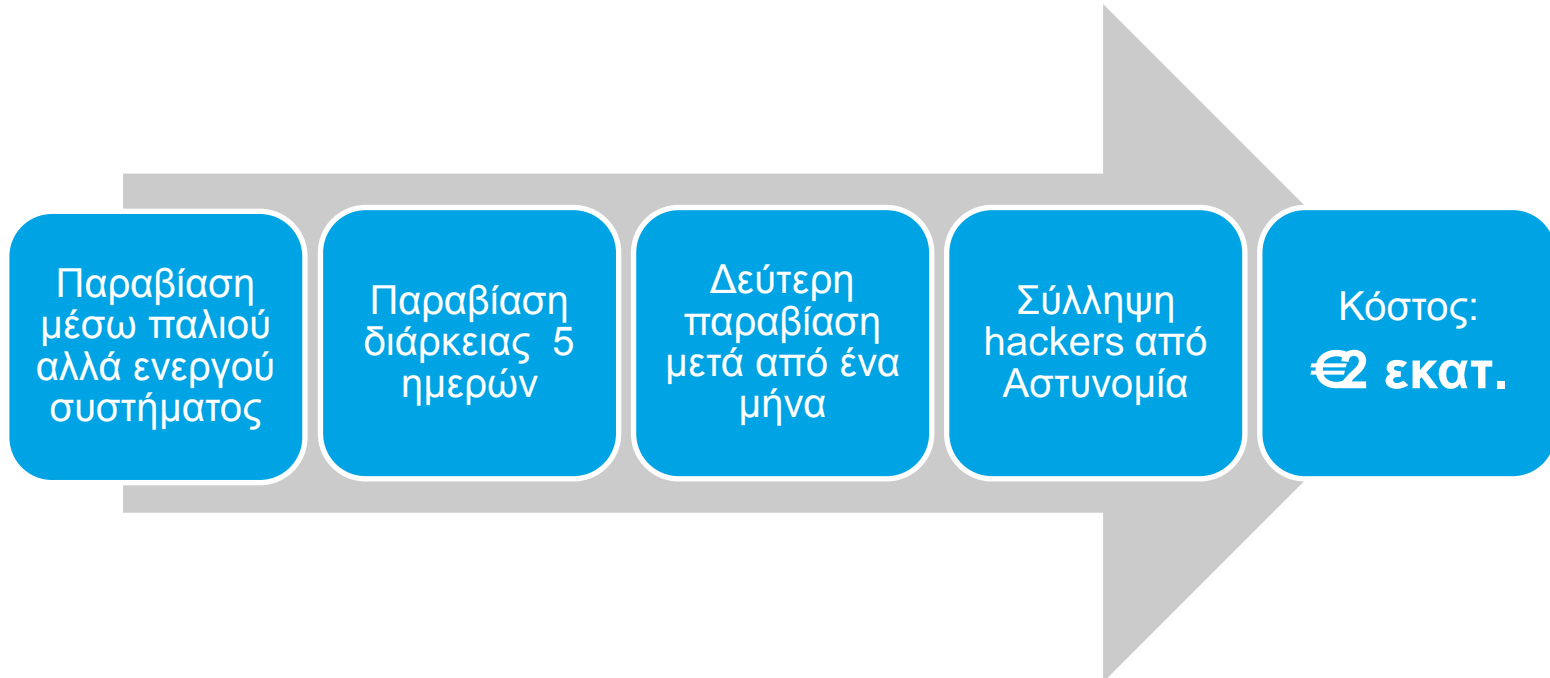 Παραβίαση
μέσω παλιού
αλλά ενεργού
συστήματος
Παραβίαση
διάρκειας 5
ημερών
Δεύτερη
παραβίαση
μετά από ένα
μήνα
Σύλληψη
hackers από
Αστυνομία
Κόστος:
€2 εκατ.